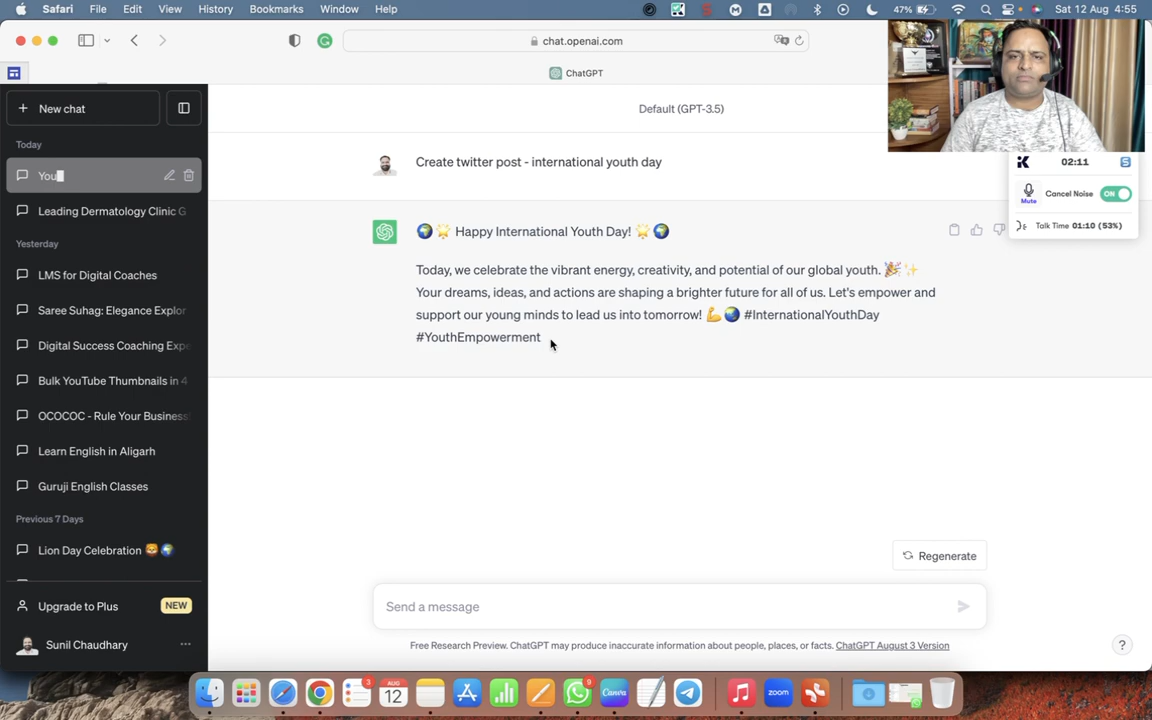 Safari File Edit View History Bookmarks Window Help 47% Sat 12 Aug 4:55
chat.openai.com
ChatGPT
New chat
Today
You
Leading Dermatology Clinic G
Yesterday
LMS for Digital Coaches
Saree Suhag: Elegance Explor
Digital Success Coaching Expe
Bulk YouTube Thumbnails in 4
OCOCOC - Rule Your Business
Learn English in Aligarh
Guruji English Classes
Previous 7 Days
Lion Day Celebration 🦁🌍
Upgrade to Plus NEW
Sunil Chaudhary
Default (GPT-3.5)
Create twitter post - international youth day
🌍🌟 Happy International Youth Day! 🌟🌍
Today, we celebrate the vibrant energy, creativity, and potential of our global youth. 🎉✨
Your dreams, ideas, and actions are shaping a brighter future for all of us. Let's empower and
support our young minds to lead us into tomorrow! 💪🌍 #InternationalYouthDay
#YouthEmpowerment
Regenerate
Send a message
Free Research Preview. ChatGPT may produce inaccurate information about people, places, or facts. ChatGPT August 3 Version
?
02:11 S
Mute
Cancel Noise ON
Talk Time 01:10 (53%)
3
AUG
12
9
Canva
zoom